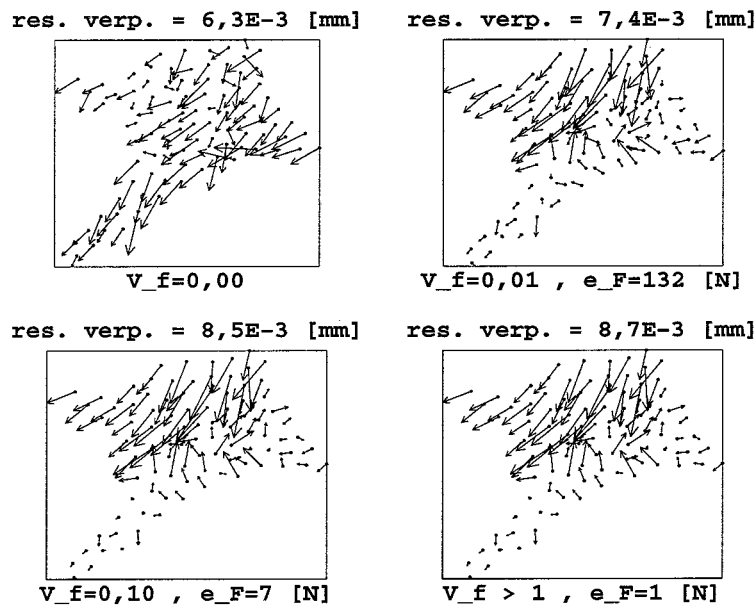 res. verp. = 6,3E-3 [mm]
res. verp. = 7,4E-3 [mm]
V_f=0,00
V_f=0,01 , e_F=132 [N]
res. verp. = 8,5E-3 [mm]
res. verp. = 8,7E-3 [mm]
V_f=0,10 , e_F=7 [N]
V_f > 1 , e_F=1 [N]